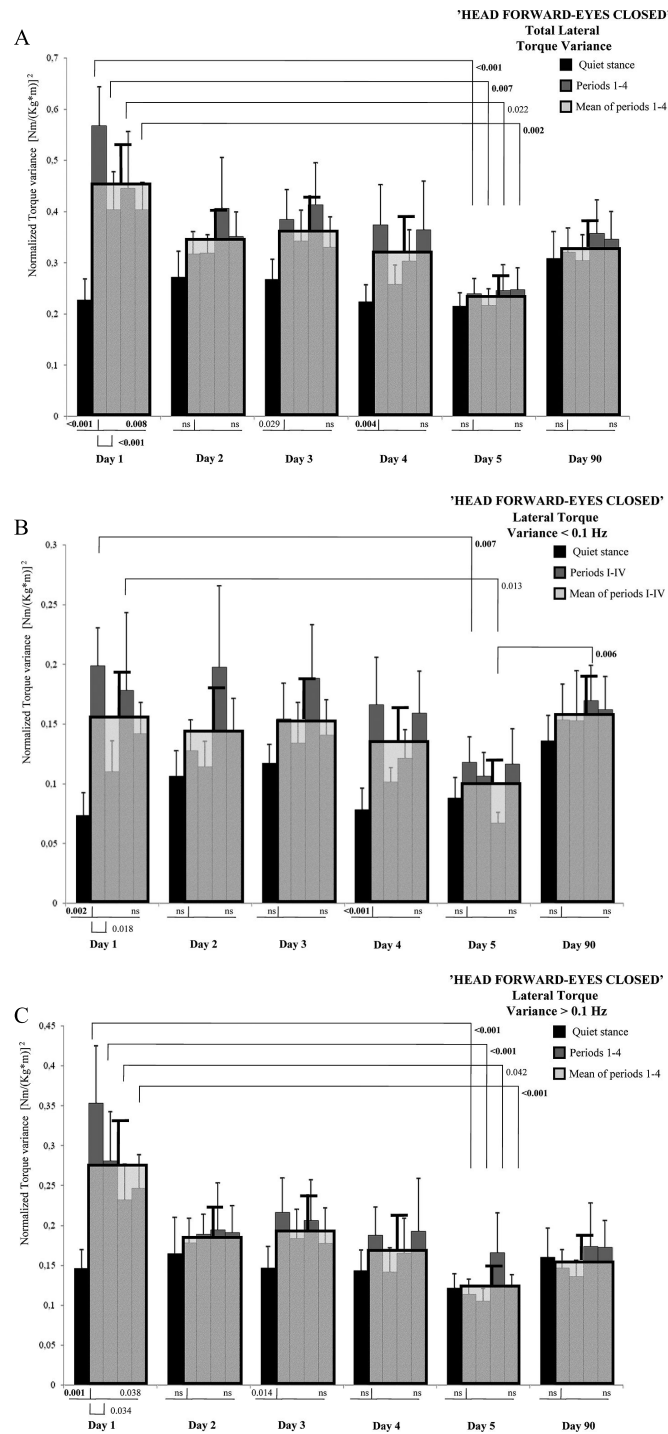 A
'HEAD FORWARD-EYES CLOSED'
Total Lateral
Torque Variance
Quiet stance
Periods 1-4
Mean of periods 1-4
<0.001
0.007
0.022
0.002
Normalized Torque variance [Nm/(Kg*m)]²
0,7
0,6
0,5
0,4
0,3
0,2
0,1
0
<0.001 0.008 ns ns 0.029 ns 0.004 ns ns ns ns ns
<0.001
Day 1 Day 2 Day 3 Day 4 Day 5 Day 90
B
'HEAD FORWARD-EYES CLOSED'
Lateral Torque
Variance < 0.1 Hz
Quiet stance
Periods I-IV
Mean of periods I-IV
0.007
0.013
0.006
Normalized Torque variance [Nm/(Kg*m)]²
0,3
0,25
0,2
0,15
0,1
0,05
0
0.002 ns ns ns ns ns <0.001 ns ns ns ns ns
0.018
Day 1 Day 2 Day 3 Day 4 Day 5 Day 90
C
'HEAD FORWARD-EYES CLOSED'
Lateral Torque
Variance > 0.1 Hz
Quiet stance
Periods 1-4
Mean of periods 1-4
<0.001
<0.001
0.042
<0.001
Normalized Torque variance [Nm/(Kg*m)]²
0,45
0,4
0,35
0,3
0,25
0,2
0,15
0,1
0,05
0
0.001 0.038 ns ns 0.014 ns ns ns ns ns ns ns
0.034
Day 1 Day 2 Day 3 Day 4 Day 5 Day 90